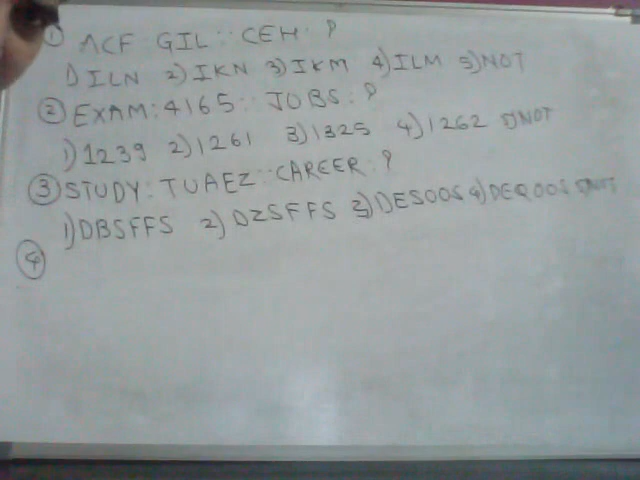 ① ACF GIL :: CEH : ?
1) ILN 2) IKN 3) IKM 4) ILM 5) NOT
② EXAM : 4165 :: JOBS : ?
1) 1239 2) 1261 3) 1325 4) 1262 5) NOT
③ STUDY : TUAEZ :: CAREER : ?
1) DBSFFS 2) DZSFFS 3) DESOOS 4) DEROOS 5) NOT
④